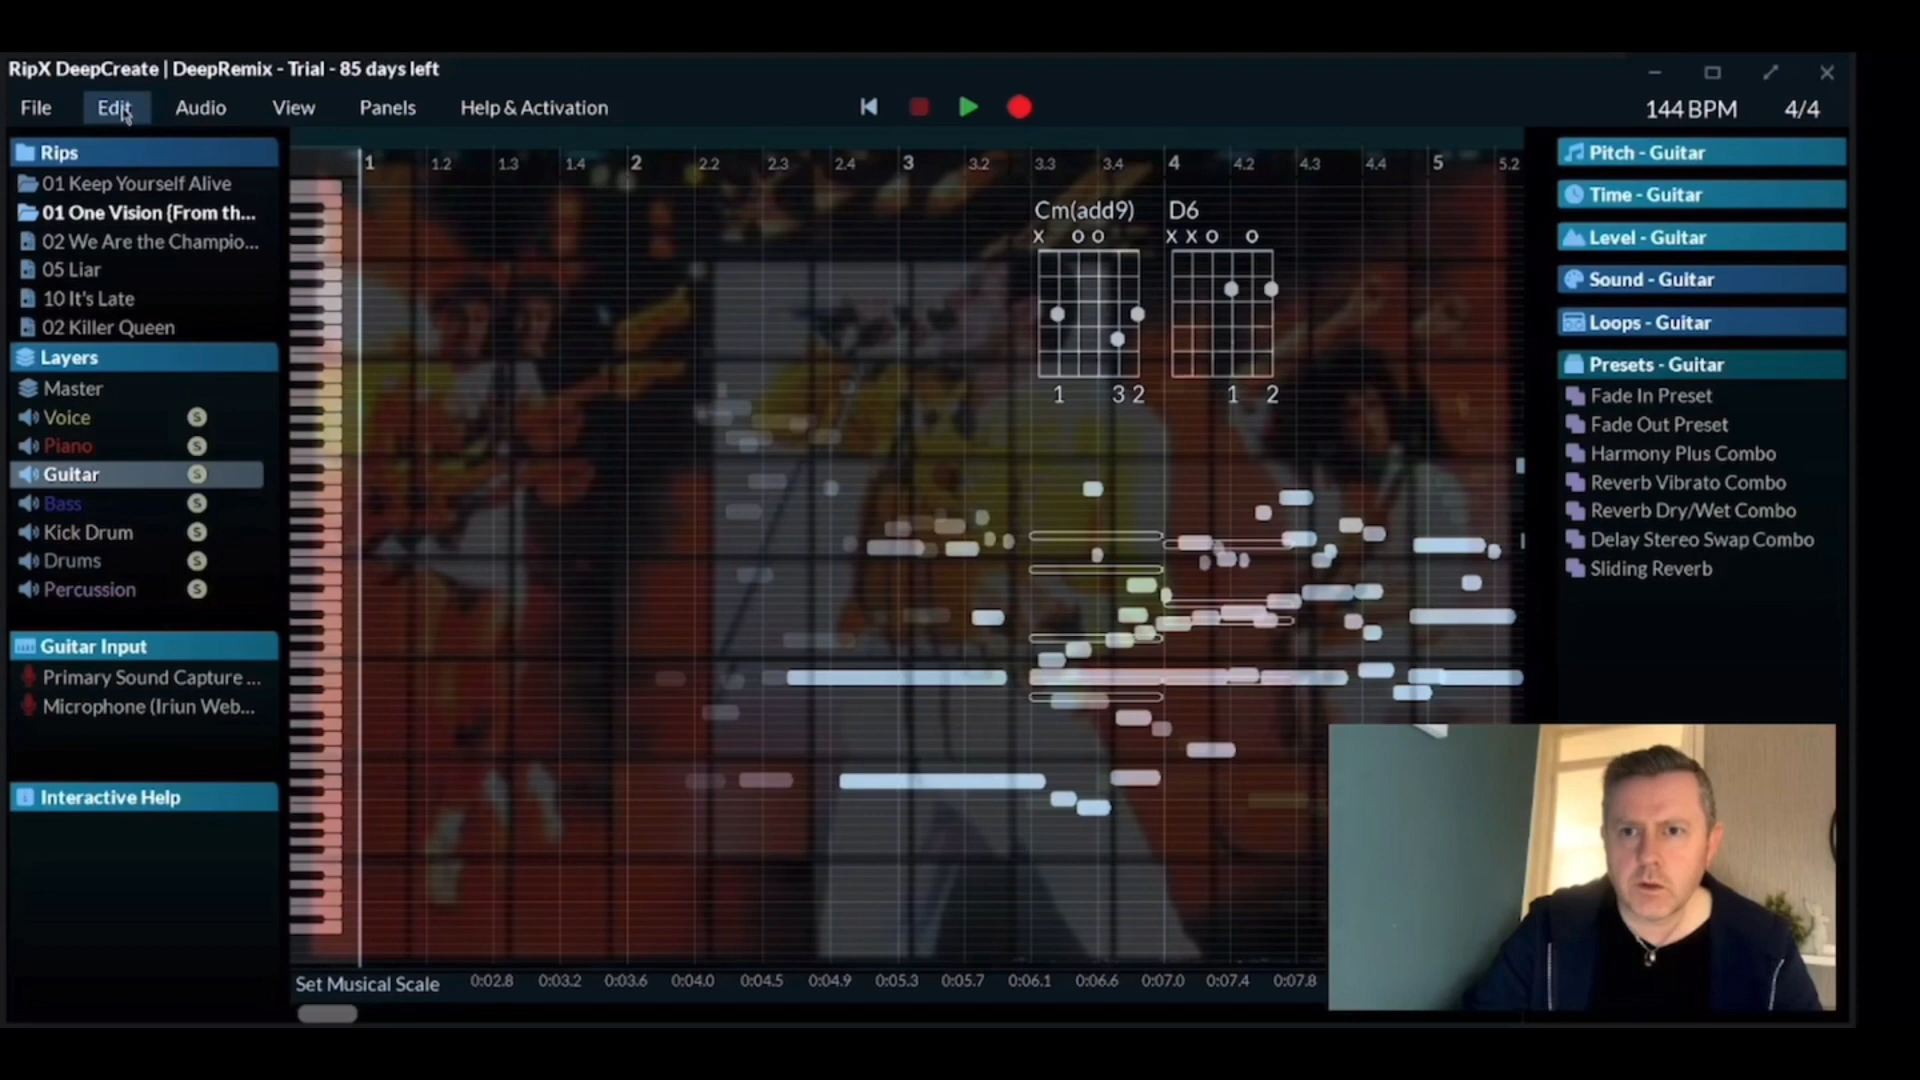 RipX DeepCreate | DeepRemix - Trial - 85 days left
File Edit Audio View Panels Help & Activation
144 BPM 4/4
Rips
01 Keep Yourself Alive
01 One Vision (From th...
02 We Are the Champio...
05 Liar
10 It's Late
02 Killer Queen
Layers
Master
Voice S
Piano S
Guitar S
Bass S
Kick Drum S
Drums S
Percussion S
Guitar Input
Primary Sound Capture ...
Microphone (Iriun Web...
Interactive Help
1 1.2 1.3 1.4 2 2.2 2.3 2.4 3 3.2 3.3 3.4 4 4.2 4.3 4.4 5 5.2
Cm(add9) D6
x o o x x o o
1 3 2 1 2
Set Musical Scale 0:02.8 0:03.2 0:03.6 0:04.0 0:04.5 0:04.9 0:05.3 0:05.7 0:06.1 0:06.6 0:07.0 0:07.4 0:07.8
Pitch - Guitar
Time - Guitar
Level - Guitar
Sound - Guitar
Loops - Guitar
Presets - Guitar
Fade In Preset
Fade Out Preset
Harmony Plus Combo
Reverb Vibrato Combo
Reverb Dry/Wet Combo
Delay Stereo Swap Combo
Sliding Reverb